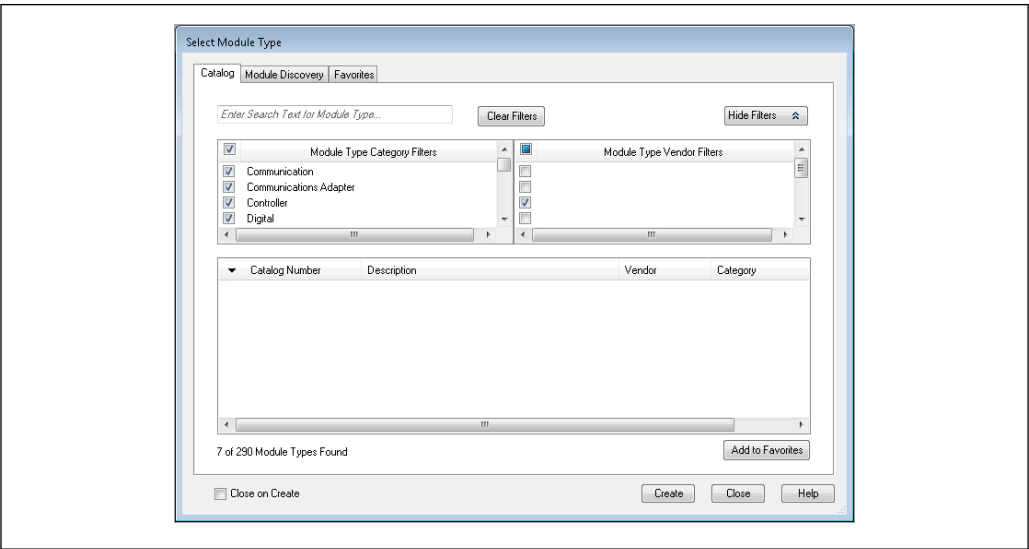 Select Module Type
Catalog Module Discovery Favorites
Enter Search Text for Module Type... Clear Filters Hide Filters
Module Type Category Filters Module Type Vendor Filters
Communication
Communications Adapter
Controller
Digital
Catalog Number Description Vendor Category
7 of 290 Module Types Found Add to Favorites
Close on Create Create Close Help